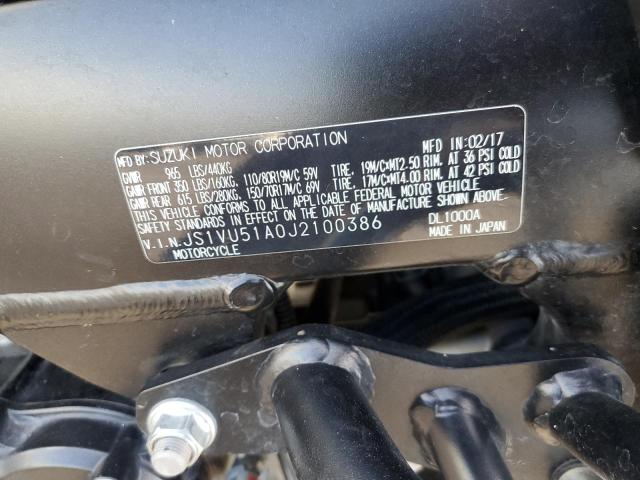 MFD BY:SUZUKI MOTOR CORPORATION MFD IN:02/17
GVWR 965 LBS/440KG
GAWR FRONT 350 LBS/160KG, 110/80R19M/C 59V TIRE, 19M/C×MT2.50 RIM. AT 36 PSI COLD
GAWR REAR 615 LBS/280KG, 150/70R17M/C 69V TIRE, 17M/C×MT4.00 RIM. AT 42 PSI COLD
THIS VEHICLE CONFORMS TO ALL APPLICABLE FEDERAL MOTOR VEHICLE
SAFETY STANDARDS IN EFFECT ON THE DATE OF MANUFACTURE SHOWN ABOVE.
V.I.N.JS1VU51A0J2100386 DL1000A
MOTORCYCLE MADE IN JAPAN